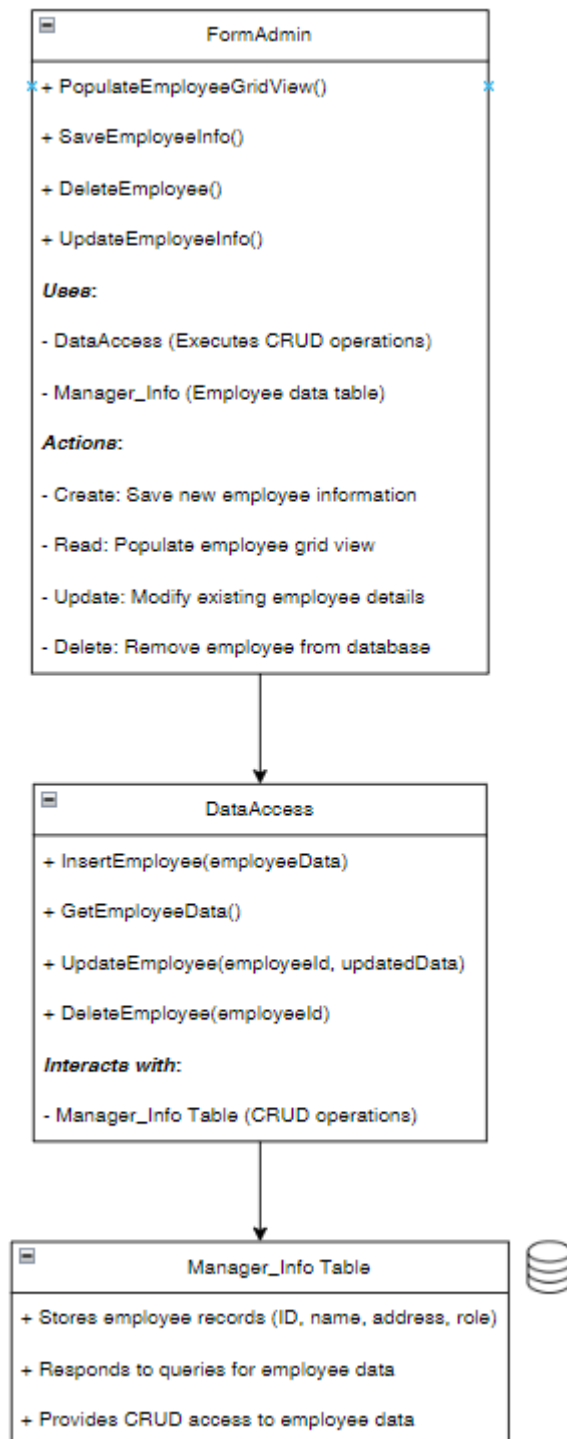 FormAdmin
+ PopulateEmployeeGridView()
+ SaveEmployeeInfo()
+ DeleteEmployee()
+ UpdateEmployeeInfo()
Uses:
- DataAccess (Executes CRUD operations)
- Manager_Info (Employee data table)
Actions:
- Create: Save new employee information
- Read: Populate employee grid view
- Update: Modify existing employee details
- Delete: Remove employee from database
DataAccess
+ InsertEmployee(employeeData)
+ GetEmployeeData()
+ UpdateEmployee(employeeId, updatedData)
+ DeleteEmployee(employeeId)
Interacts with:
- Manager_Info Table (CRUD operations)
Manager_Info Table
+ Stores employee records (ID, name, address, role)
+ Responds to queries for employee data
+ Provides CRUD access to employee data